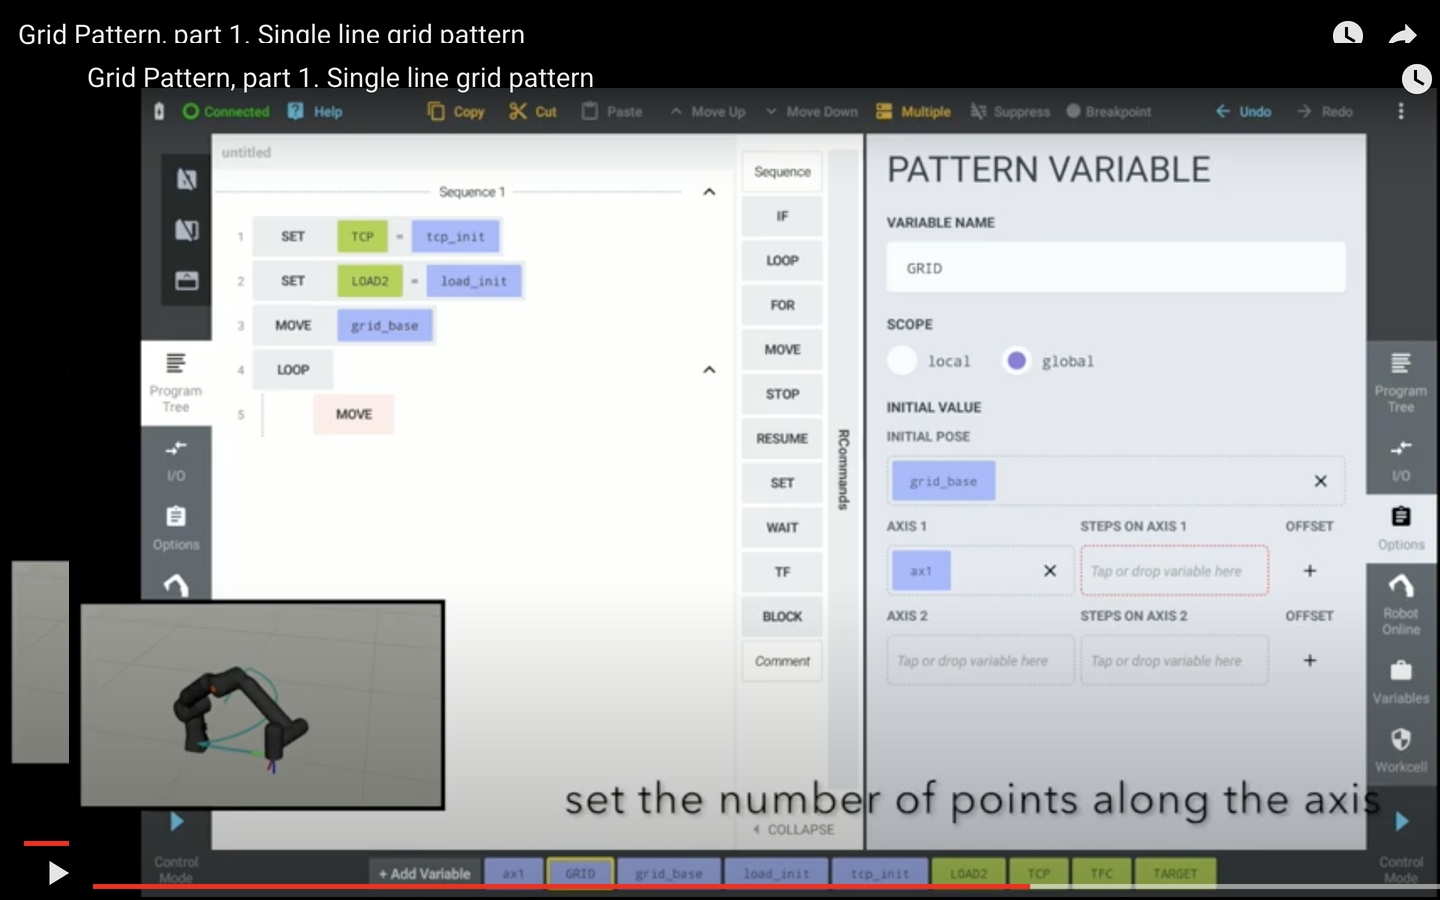 Grid Pattern, part 1. Single line grid pattern
Grid Pattern, part 1. Single line grid pattern
Connected Help Copy Cut Paste Move Up Move Down Multiple Suppress Breakpoint Undo Redo
untitled
Sequence 1
1 SET TCP = tcp_init
2 SET LOAD2 = load_init
3 MOVE grid_base
4 LOOP
5 MOVE
Program
Tree
I/O
Options
Sequence
IF
LOOP
FOR
MOVE
STOP
RESUME
SET
WAIT
TF
BLOCK
Comment
COLLAPSE
RCommands
PATTERN VARIABLE
VARIABLE NAME
GRID
SCOPE
local global
INITIAL VALUE
INITIAL POSE
grid_base
AXIS 1 STEPS ON AXIS 1 OFFSET
ax1 Tap or drop variable here +
AXIS 2 STEPS ON AXIS 2 OFFSET
Tap or drop variable here Tap or drop variable here +
Program
Tree
I/O
Options
Robot
Online
Variables
Workcell
set the number of points along the axis
Control
Mode
+ Add Variable ax1 GRID grid_base load_init tcp_init LOAD2 TCP TFC TARGET
Control
Mode